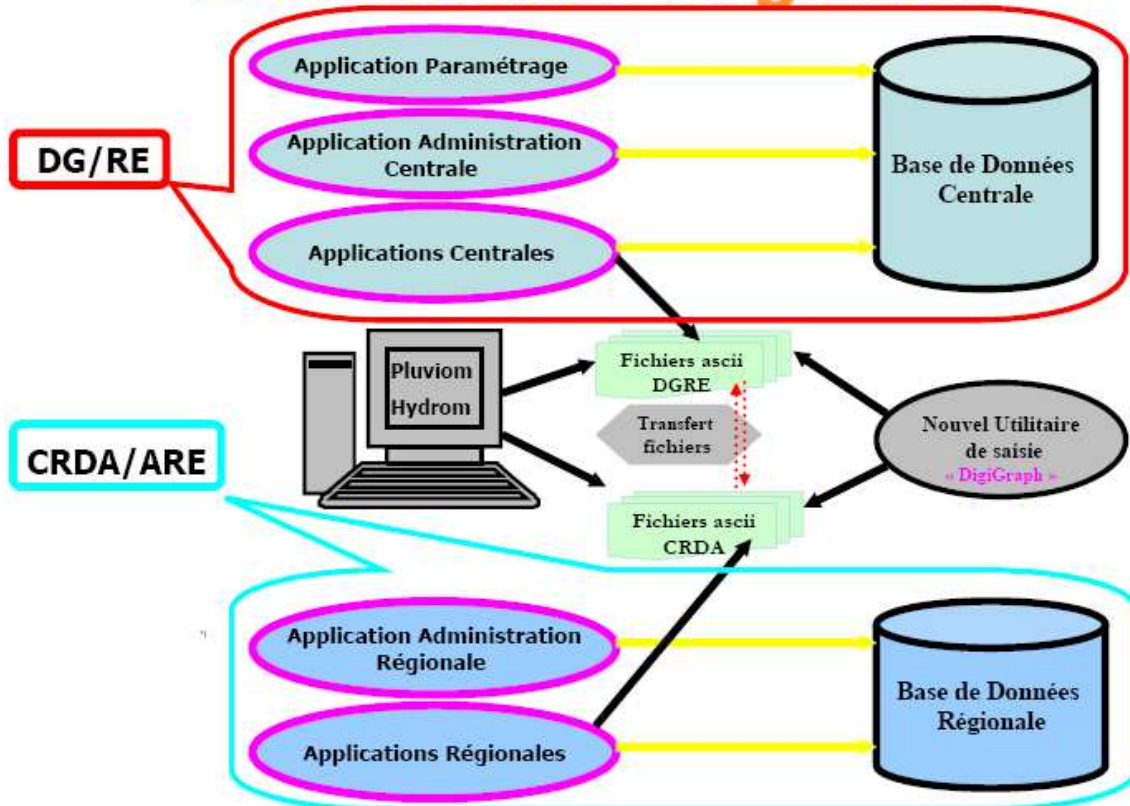 Application Paramétrage
Application Administration
Centrale
Applications Centrales
Base de Données
Centrale
DG/RE
Pluviom
Hydrom
Fichiers ascii
DGRE
Transfert
fichiers
Nouvel Utilitaire
de saisie
« DigiGraph »
CRDA/ARE
Fichiers ascii
CRDA
Application Administration
Régionale
Applications Régionales
Base de Données
Régionale